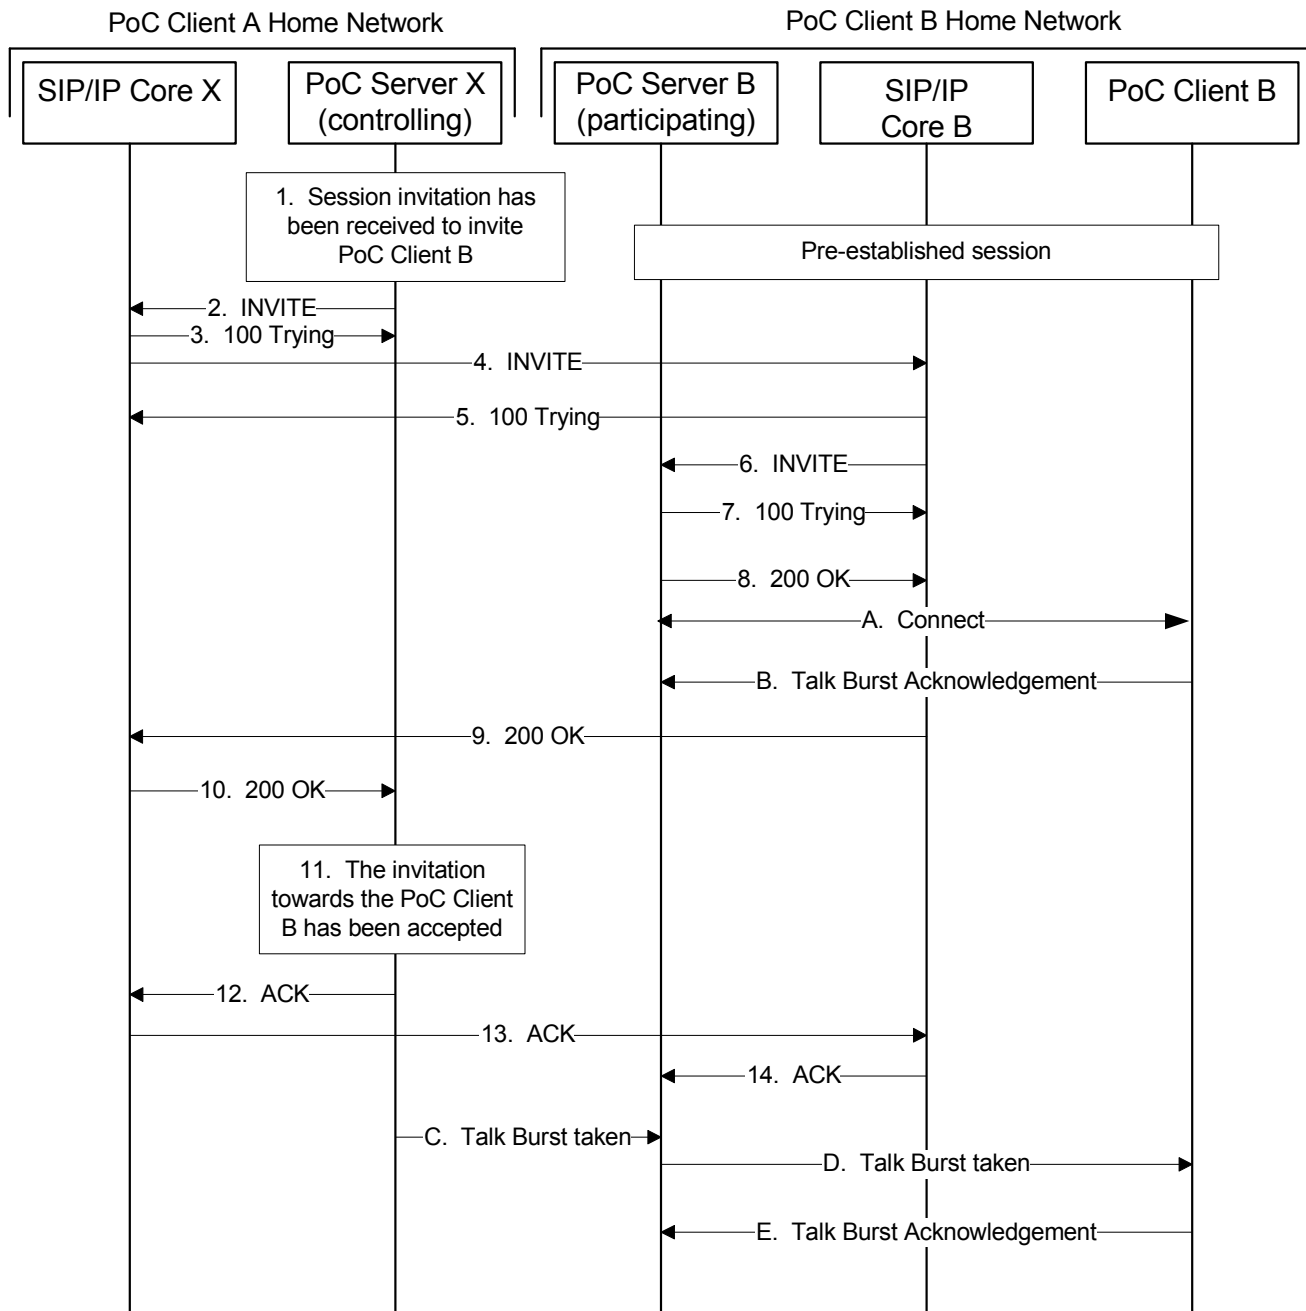 PoC Client A Home Network
PoC Client B Home Network
SIP/IP Core X
PoC Server X
(controlling)
PoC Server B
(participating)
SIP/IP
Core B
PoC Client B
1. Session invitation has
been received to invite
PoC Client B
Pre-established session
2. INVITE
3. 100 Trying
4. INVITE
5. 100 Trying
6. INVITE
7. 100 Trying
8. 200 OK
A. Connect
B. Talk Burst Acknowledgement
9. 200 OK
10. 200 OK
11. The invitation
towards the PoC Client
B has been accepted
12. ACK
13. ACK
14. ACK
C. Talk Burst taken
D. Talk Burst taken
E. Talk Burst Acknowledgement